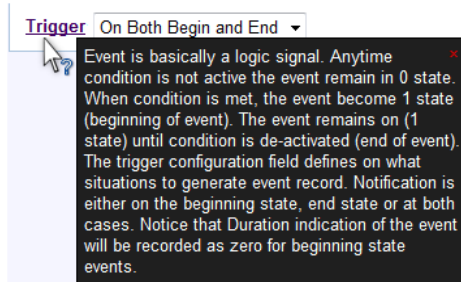 Trigger On Both Begin and End
Event is basically a logic signal. Anytime
condition is not active the event remain in 0 state.
When condition is met, the event become 1 state
(beginning of event). The event remains on (1
state) until condition is de-activated (end of event).
The trigger configuration field defines on what
situations to generate event record. Notification is
either on the beginning state, end state or at both
cases. Notice that Duration indication of the event
will be recorded as zero for beginning state
events.